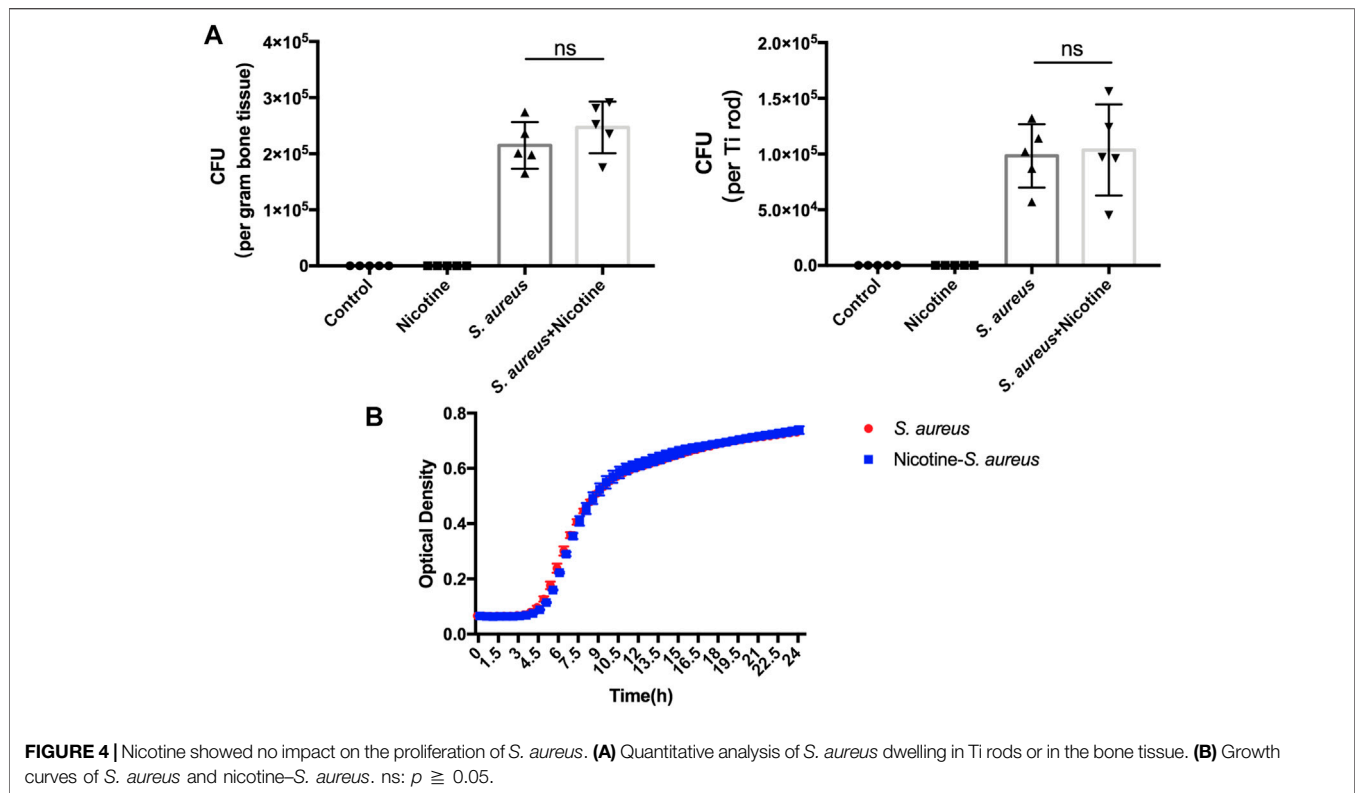 A
4×10⁵
3×10⁵
2×10⁵
1×10⁵
0
CFU
(per gram bone tissue)
ns
Control
Nicotine
S. aureus
S. aureus+Nicotine
2.0×10⁵
1.5×10⁵
1.0×10⁵
5.0×10⁴
0.0
CFU
(per Ti rod)
ns
Control
Nicotine
S. aureus
S. aureus+Nicotine
B
0.8
0.6
0.4
0.2
0.0
Optical Density
0
1.5
3
4.5
6
7.5
9
10.5
12
13.5
15
16.5
18
19.5
21
22.5
24
Time(h)
S. aureus
Nicotine-S. aureus
FIGURE 4 | Nicotine showed no impact on the proliferation of S. aureus. (A) Quantitative analysis of S. aureus dwelling in Ti rods or in the bone tissue. (B) Growth
curves of S. aureus and nicotine–S. aureus. ns: p ≧ 0.05.